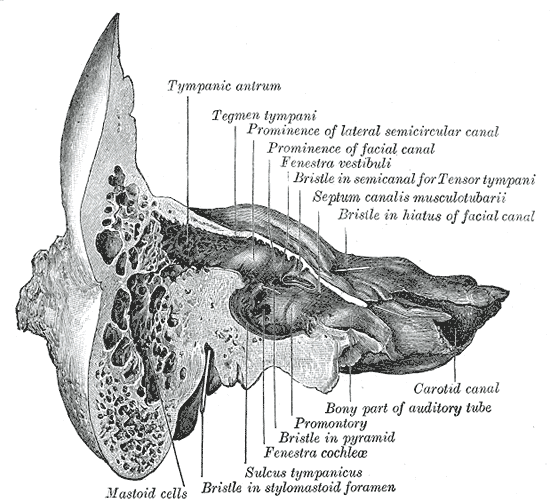 Tympanic antrum
Tegmen tympani
Prominence of lateral semicircular canal
Prominence of facial canal
Fenestra vestibuli
Bristle in semicanal for Tensor tympani
Septum canalis musculotubarii
Bristle in hiatus of facial canal
Carotid canal
Bony part of auditory tube
Promontory
Bristle in pyramid
Fenestra cochleæ
Sulcus tympanicus
Bristle in stylomastoid foramen
Mastoid cells